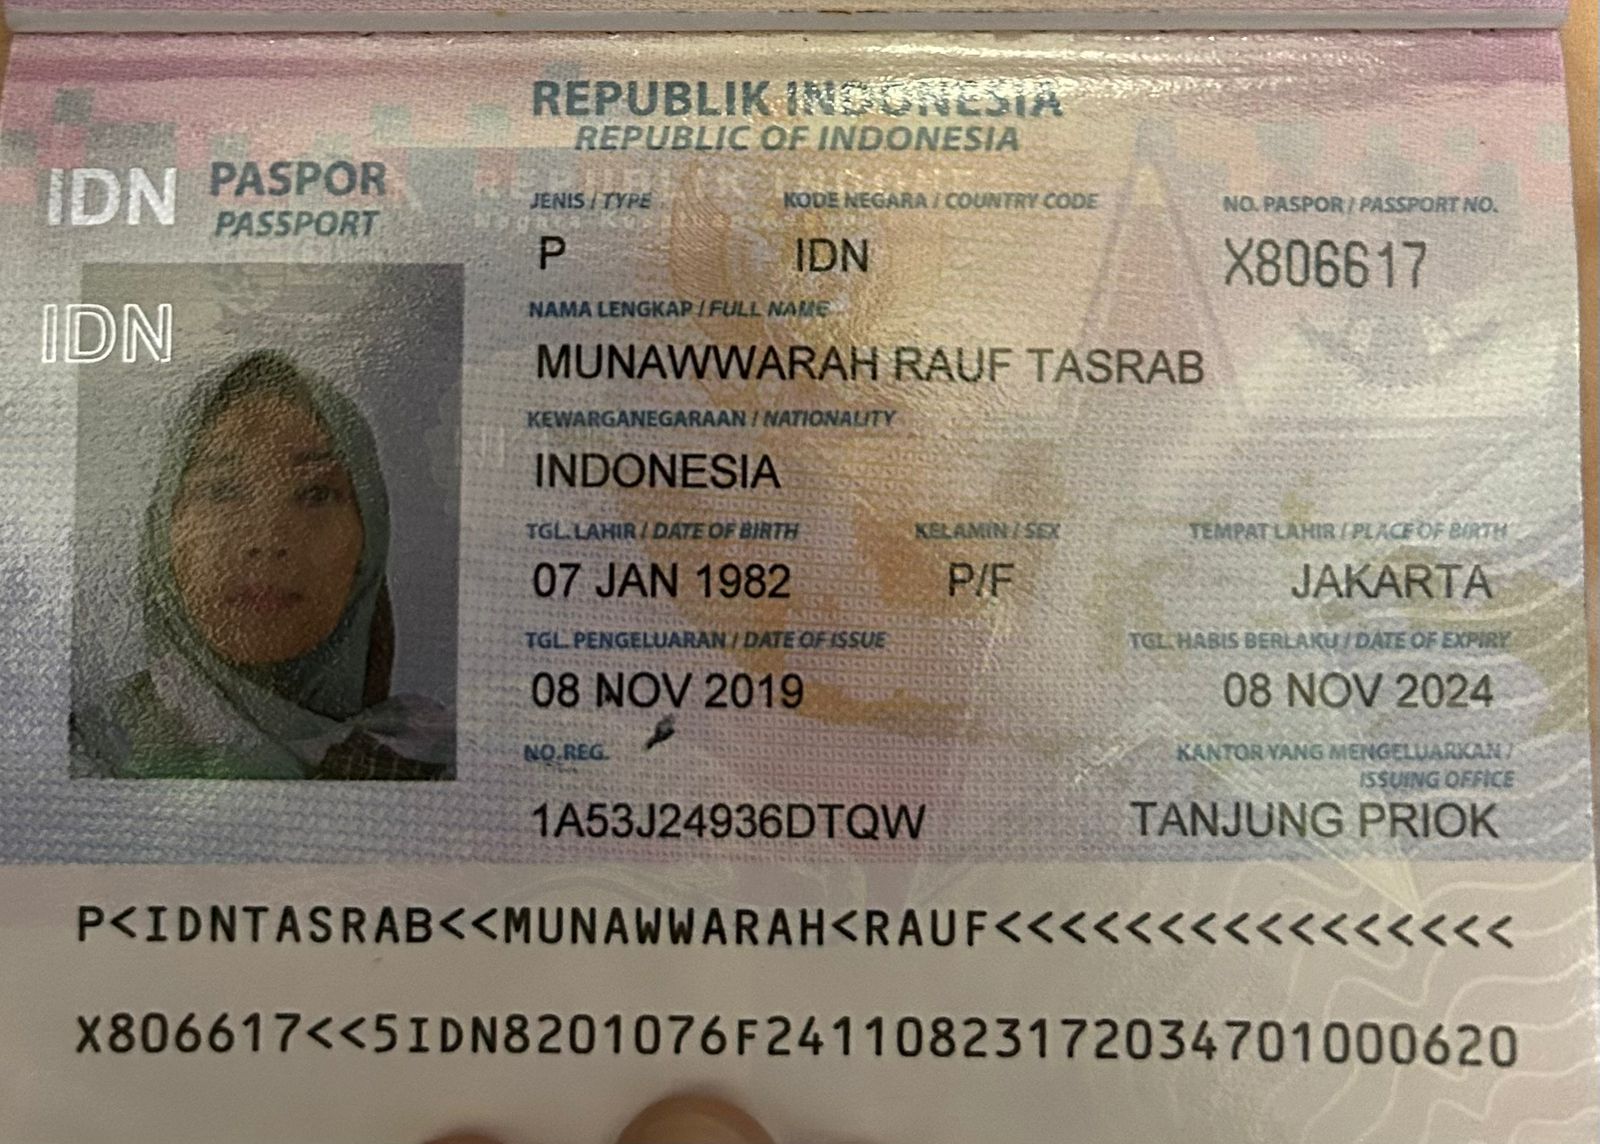 REPUBLIK INDONESIA
REPUBLIC OF INDONESIA
IDN PASPOR
PASSPORT
JENIS / TYPE KODE NEGARA / COUNTRY CODE NO. PASPOR / PASSPORT NO.
P IDN X806617
IDN
NAMA LENGKAP / FULL NAME
MUNAWWARAH RAUF TASRAB
KEWARGANEGARAAN / NATIONALITY
INDONESIA
TGL. LAHIR / DATE OF BIRTH KELAMIN / SEX TEMPAT LAHIR / PLACE OF BIRTH
07 JAN 1982 P/F JAKARTA
TGL. PENGELUARAN / DATE OF ISSUE TGL. HABIS BERLAKU / DATE OF EXPIRY
08 NOV 2019 08 NOV 2024
NO. REG. KANTOR YANG MENGELUARKAN /
ISSUING OFFICE
1A53J24936DTQW TANJUNG PRIOK
P<IDNTASRAB<<MUNAWWARAH<RAUF<<<<<<<<<<<<<<<<
X806617<<5IDN8201076F24110823172034701000620